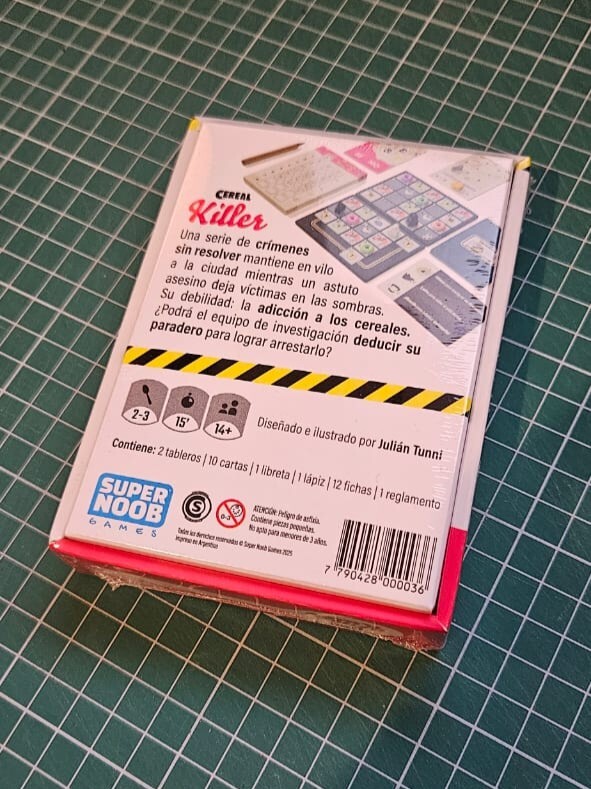 CEREAL
Killer
Una serie de crímenes
sin resolver mantiene en vilo
a la ciudad mientras un astuto
asesino deja víctimas en las sombras.
Su debilidad: la adicción a los cereales.
¿Podrá el equipo de investigación deducir su
paradero para lograr arrestarlo?
2-3
15'
14+
Diseñado e ilustrado por Julián Tunni
Contiene: 2 tableros | 10 cartas | 1 libreta | 1 lápiz | 12 fichas | 1 reglamento
SUPER
NOOB
GAMES
S
0-3
ATENCIÓN: Peligro de asfixia.
Contiene piezas pequeñas.
No apto para menores de 3 años.
Todos los derechos reservados © Super Noob Games 2025
Impreso en Argentina
7 790428 000036